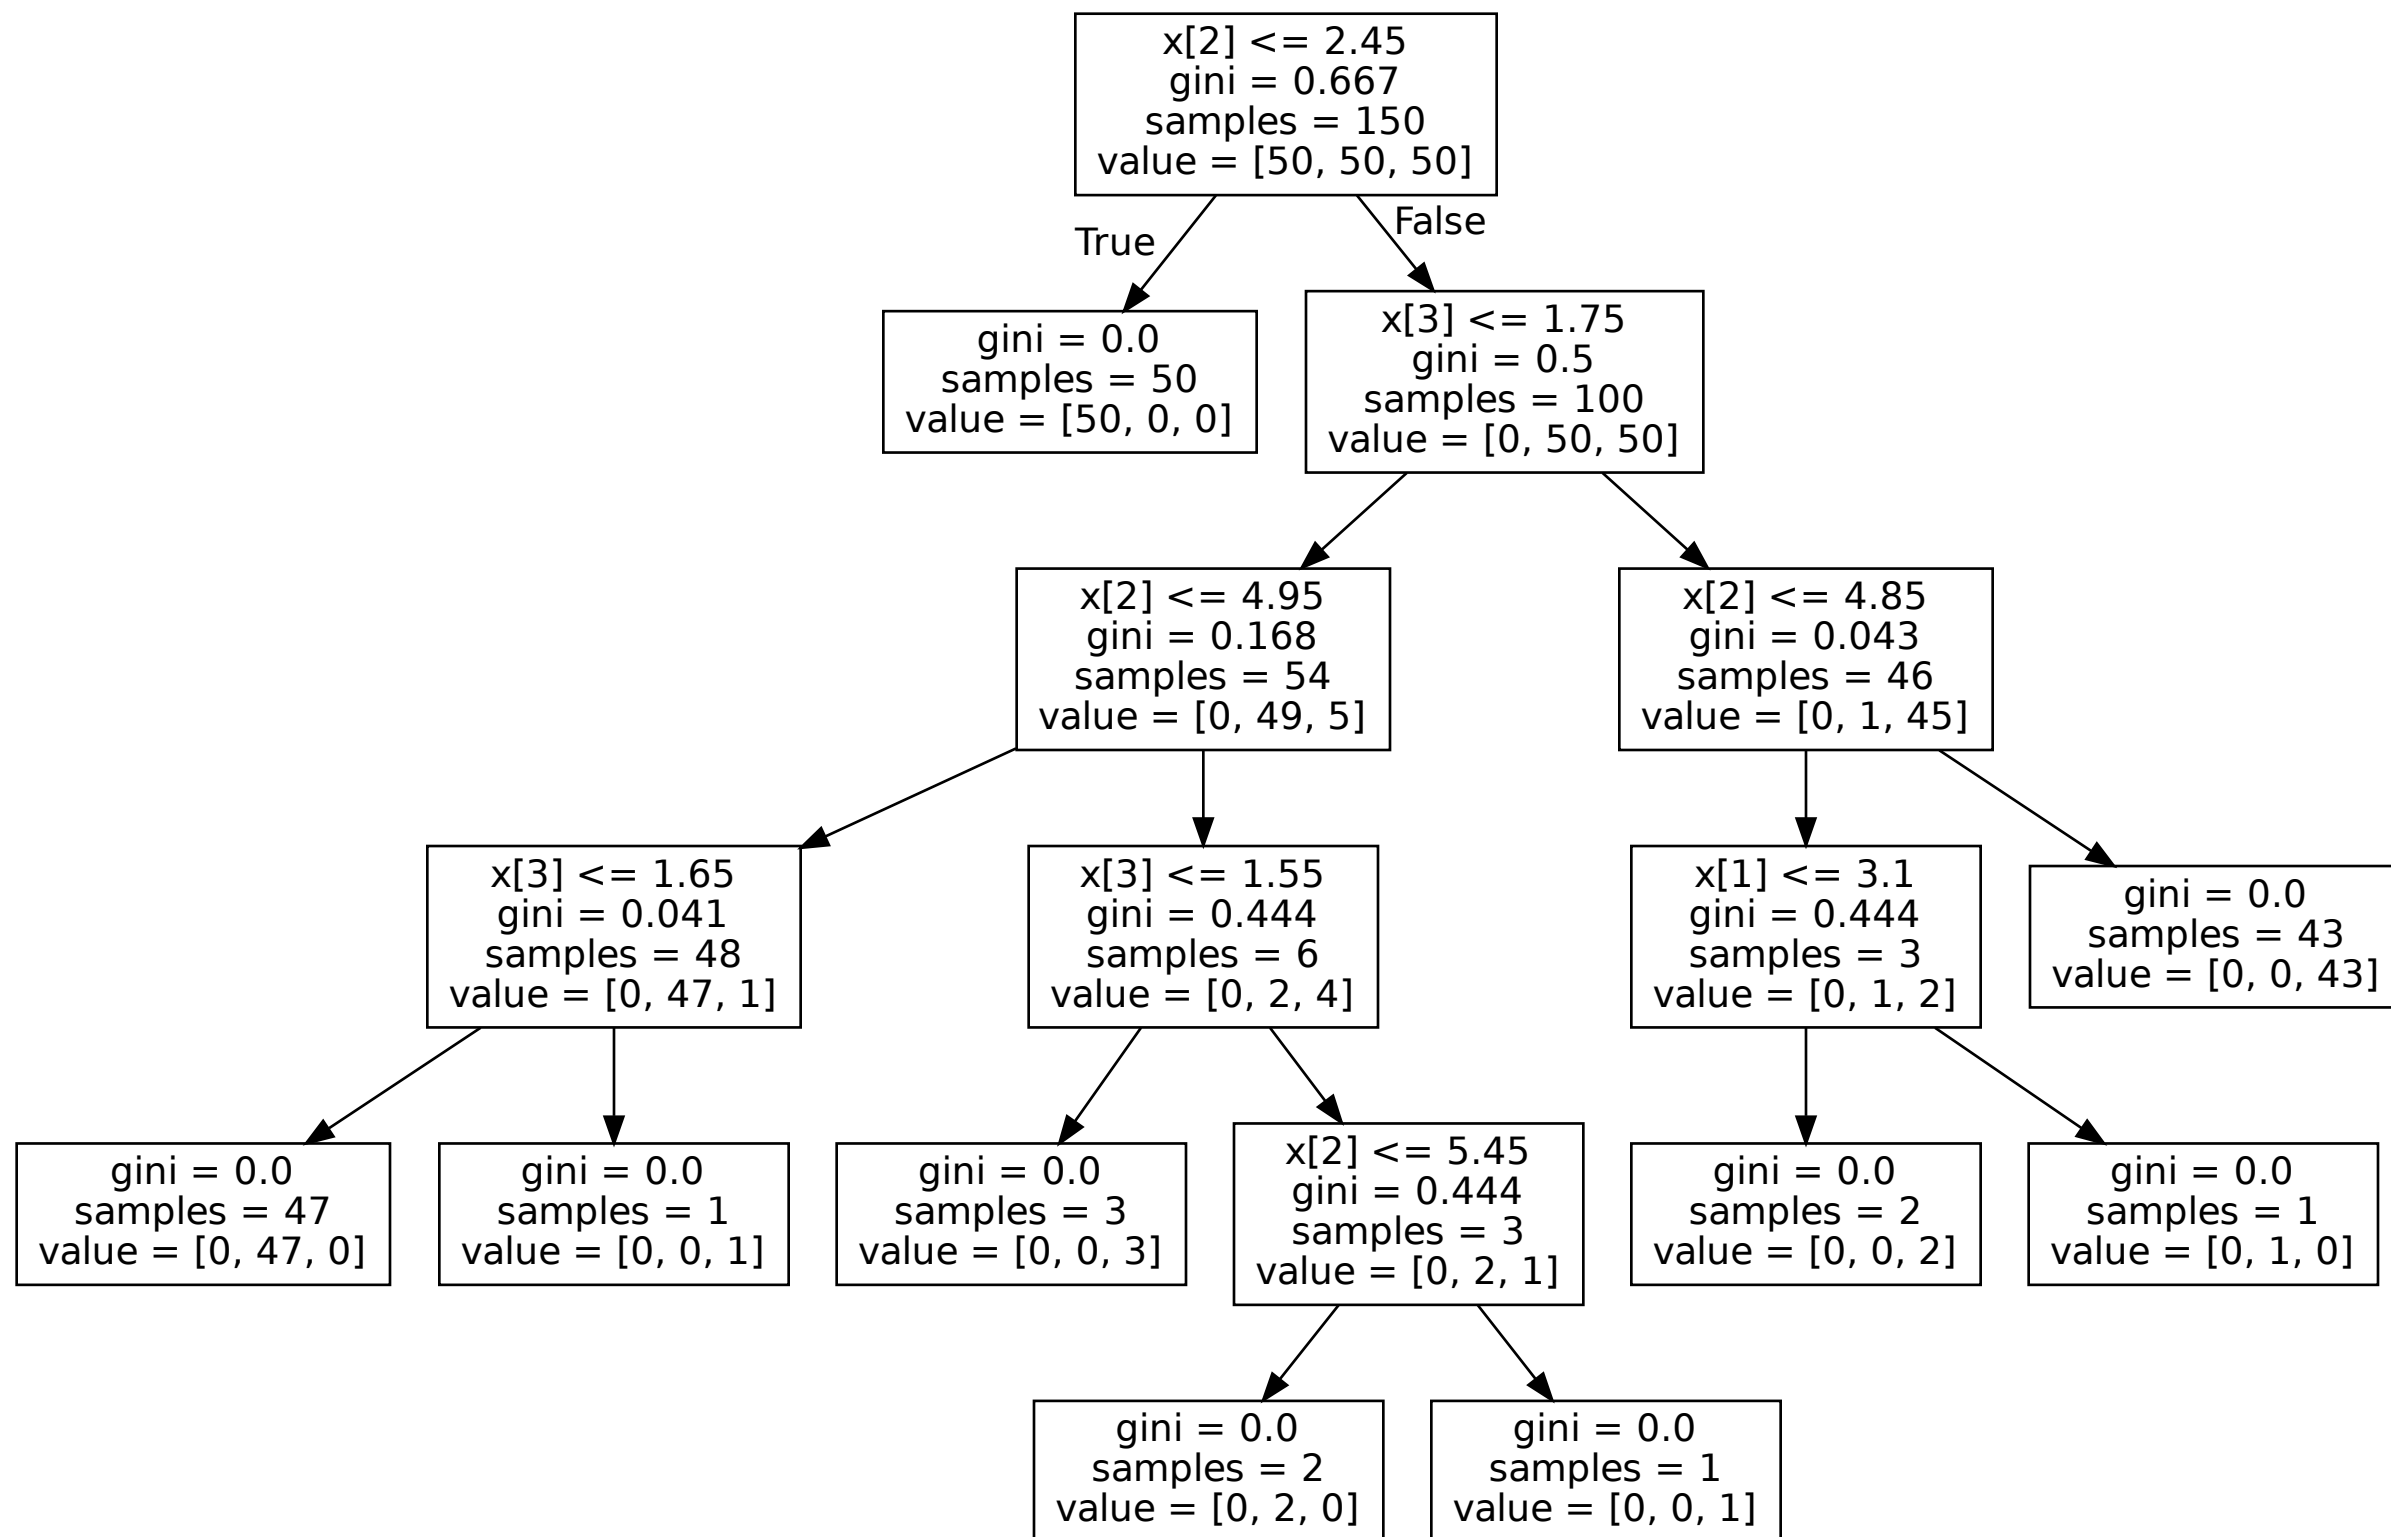 x[2] <= 2.45
gini = 0.667
samples = 150
value = [50, 50, 50]
True
False
gini = 0.0
samples = 50
value = [50, 0, 0]
x[3] <= 1.75
gini = 0.5
samples = 100
value = [0, 50, 50]
x[2] <= 4.95
gini = 0.168
samples = 54
value = [0, 49, 5]
x[2] <= 4.85
gini = 0.043
samples = 46
value = [0, 1, 45]
x[3] <= 1.65
gini = 0.041
samples = 48
value = [0, 47, 1]
x[3] <= 1.55
gini = 0.444
samples = 6
value = [0, 2, 4]
x[1] <= 3.1
gini = 0.444
samples = 3
value = [0, 1, 2]
gini = 0.0
samples = 43
value = [0, 0, 43]
gini = 0.0
samples = 47
value = [0, 47, 0]
gini = 0.0
samples = 1
value = [0, 0, 1]
gini = 0.0
samples = 3
value = [0, 0, 3]
x[2] <= 5.45
gini = 0.444
samples = 3
value = [0, 2, 1]
gini = 0.0
samples = 2
value = [0, 0, 2]
gini = 0.0
samples = 1
value = [0, 1, 0]
gini = 0.0
samples = 2
value = [0, 2, 0]
gini = 0.0
samples = 1
value = [0, 0, 1]